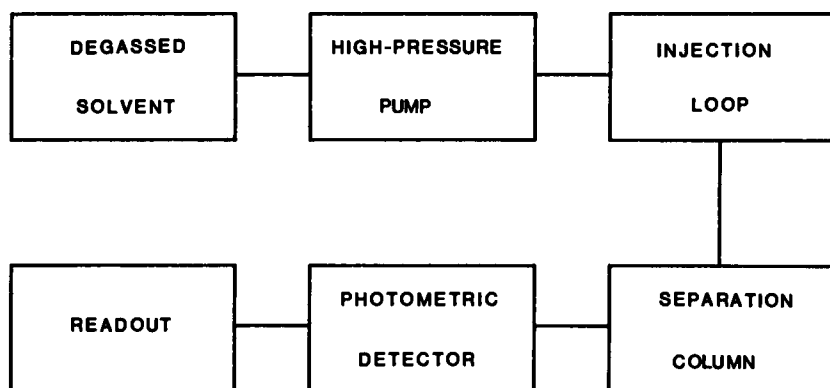 DEGASSED
SOLVENT
HIGH-PRESSURE
PUMP
INJECTION
LOOP
READOUT
PHOTOMETRIC
DETECTOR
SEPARATION
COLUMN